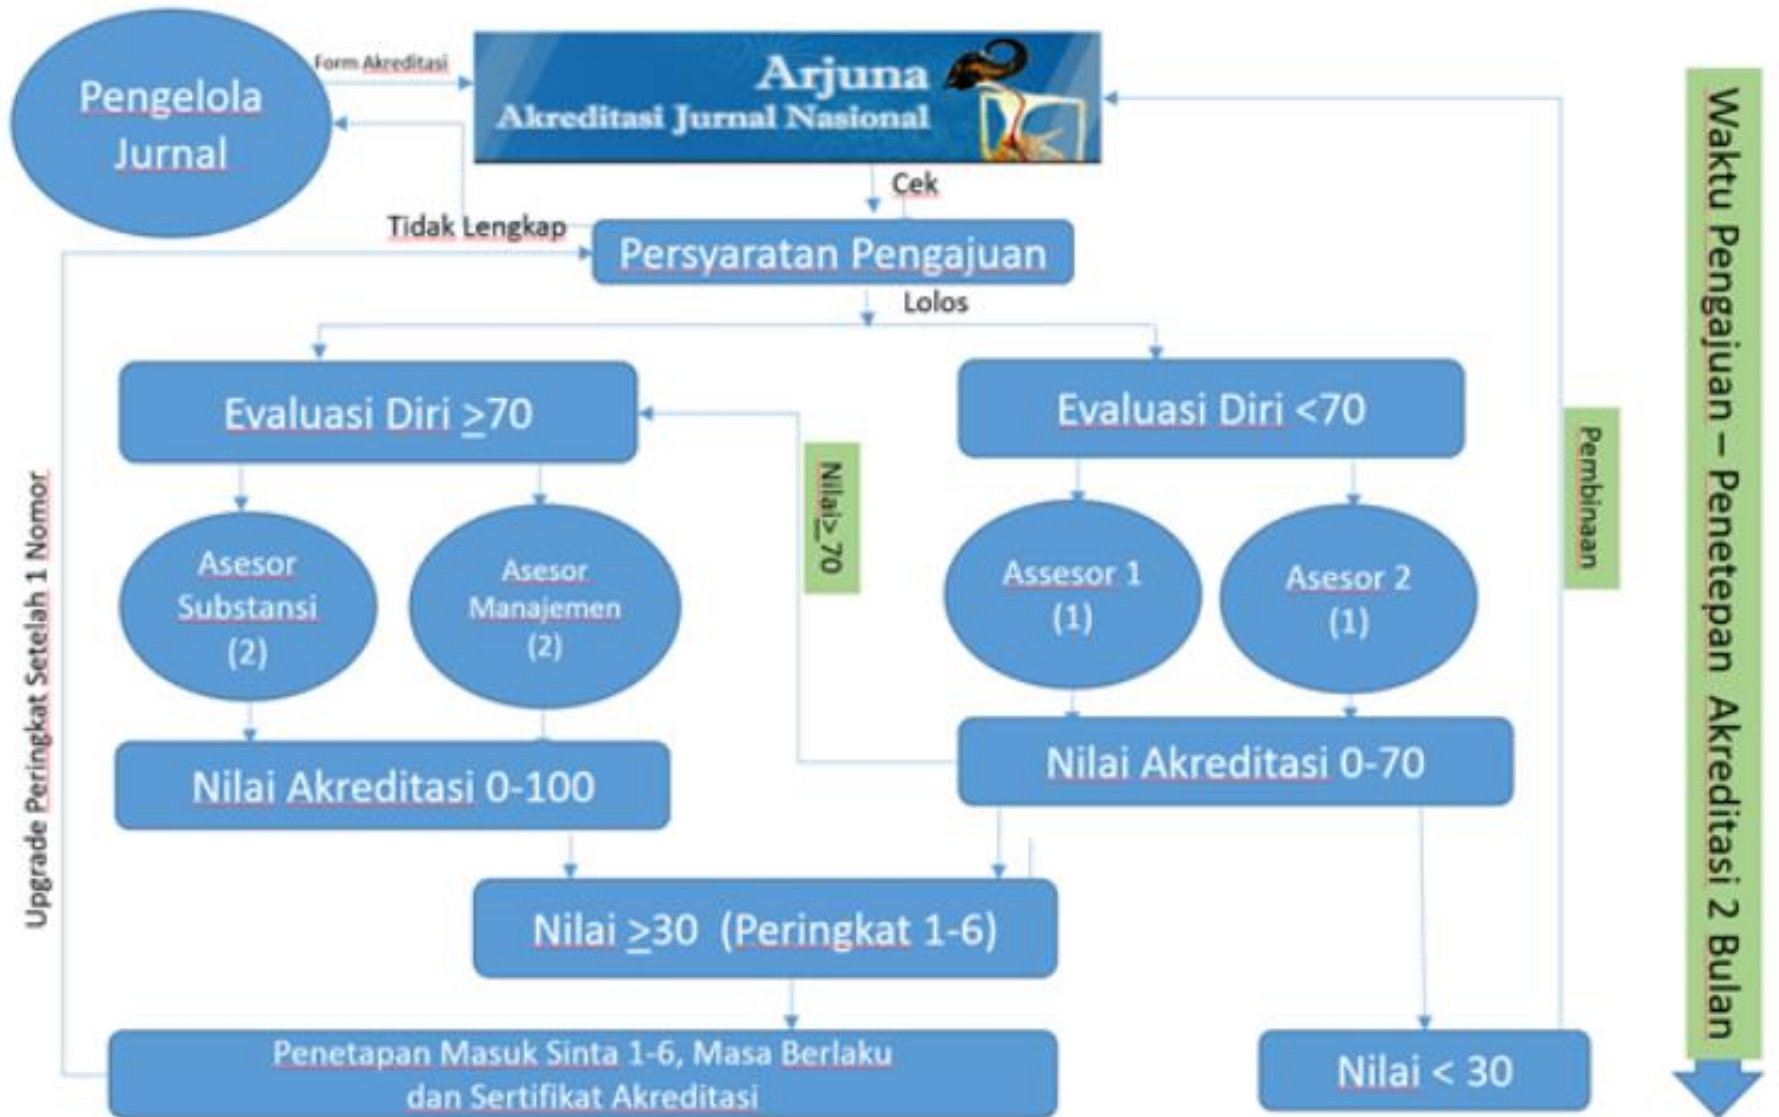 Pengelola
Jurnal
Form Akreditasi
Arjuna
Akreditasi Jurnal Nasional
Cek
Tidak Lengkap
Persyaratan Pengajuan
Lolos
Evaluasi Diri ≥70
Evaluasi Diri <70
Asesor
Substansi
(2)
Asesor
Manajemen
(2)
Nilai≥ 70
Assesor 1
(1)
Asesor 2
(1)
Pembinaan
Nilai Akreditasi 0-100
Nilai Akreditasi 0-70
Nilai ≥30 (Peringkat 1-6)
Penetapan Masuk Sinta 1-6, Masa Berlaku
dan Sertifikat Akreditasi
Nilai < 30
Upgrade Peringkat Setelah 1 Nomor
Waktu Pengajuan – Penetepan Akreditasi 2 Bulan